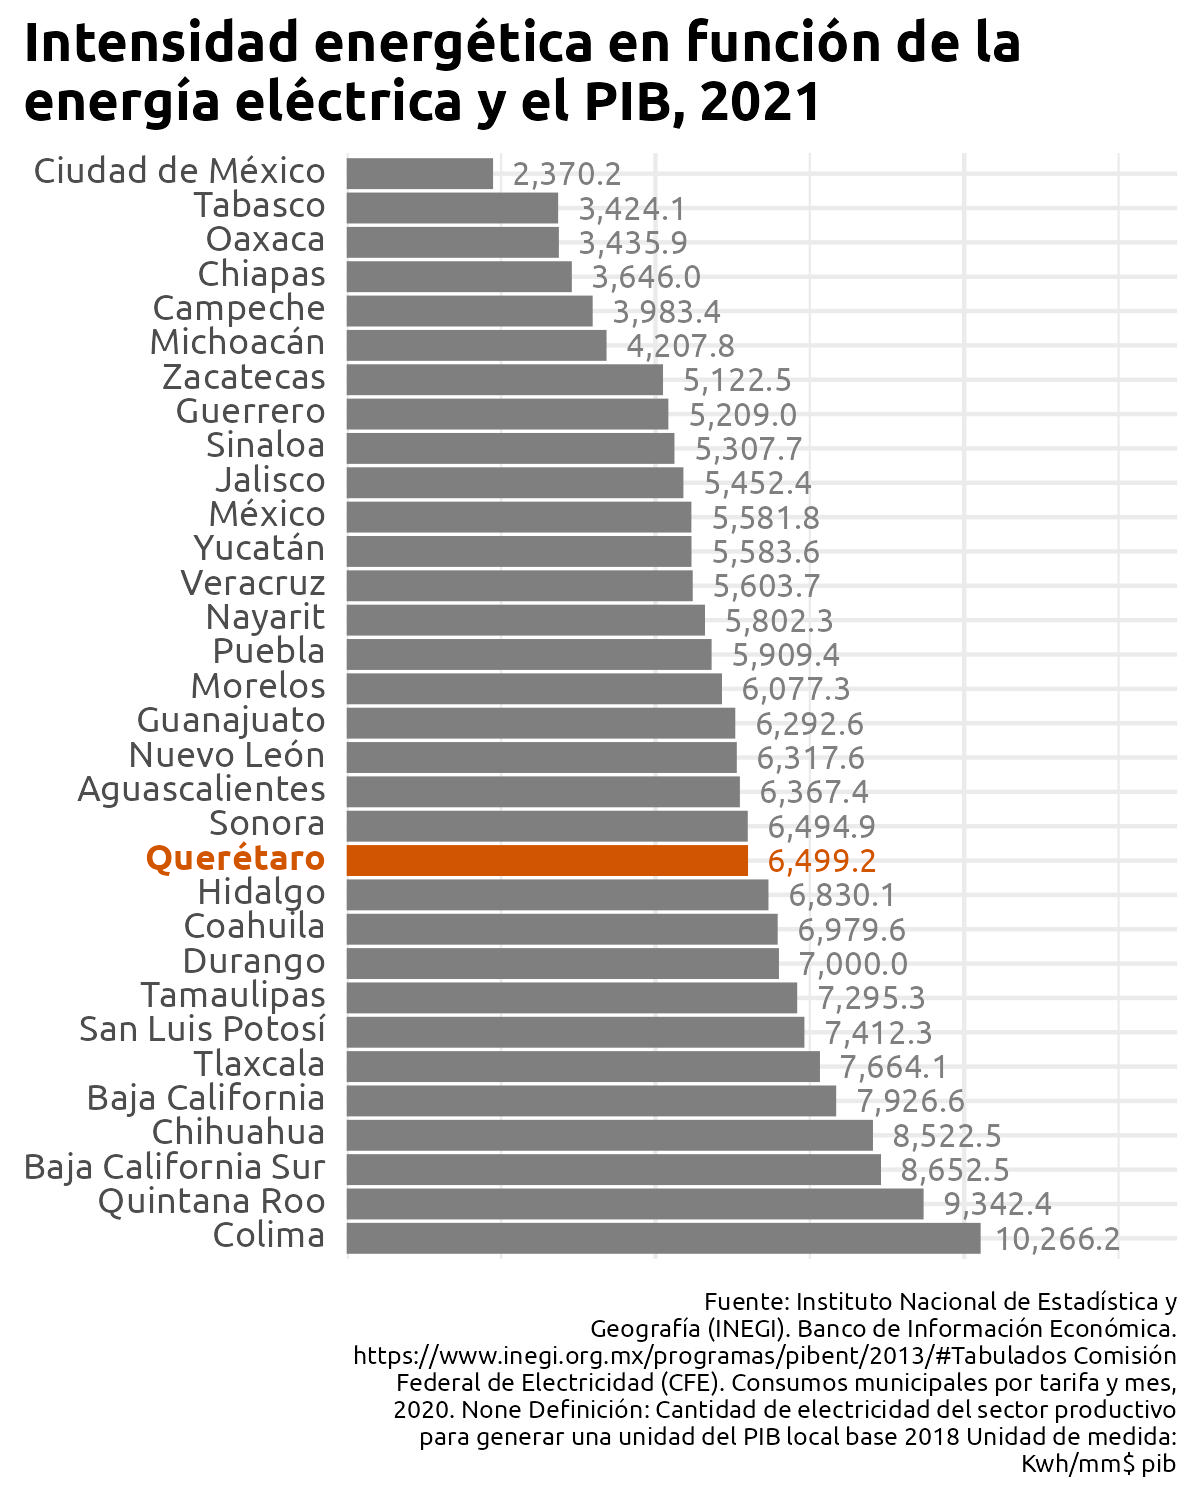 Intensidad energética en función de la
energía eléctrica y el PIB, 2021
Ciudad de México 2,370.2
Tabasco 3,424.1
Oaxaca 3,435.9
Chiapas 3,646.0
Campeche 3,983.4
Michoacán 4,207.8
Zacatecas 5,122.5
Guerrero 5,209.0
Sinaloa 5,307.7
Jalisco 5,452.4
México 5,581.8
Yucatán 5,583.6
Veracruz 5,603.7
Nayarit 5,802.3
Puebla 5,909.4
Morelos 6,077.3
Guanajuato 6,292.6
Nuevo León 6,317.6
Aguascalientes 6,367.4
Sonora 6,494.9
Querétaro 6,499.2
Hidalgo 6,830.1
Coahuila 6,979.6
Durango 7,000.0
Tamaulipas 7,295.3
San Luis Potosí 7,412.3
Tlaxcala 7,664.1
Baja California 7,926.6
Chihuahua 8,522.5
Baja California Sur 8,652.5
Quintana Roo 9,342.4
Colima 10,266.2
Fuente: Instituto Nacional de Estadística y
Geografía (INEGI). Banco de Información Económica.
https://www.inegi.org.mx/programas/pibent/2013/#Tabulados Comisión
Federal de Electricidad (CFE). Consumos municipales por tarifa y mes,
2020. None Definición: Cantidad de electricidad del sector productivo
para generar una unidad del PIB local base 2018 Unidad de medida:
Kwh/mm$ pib